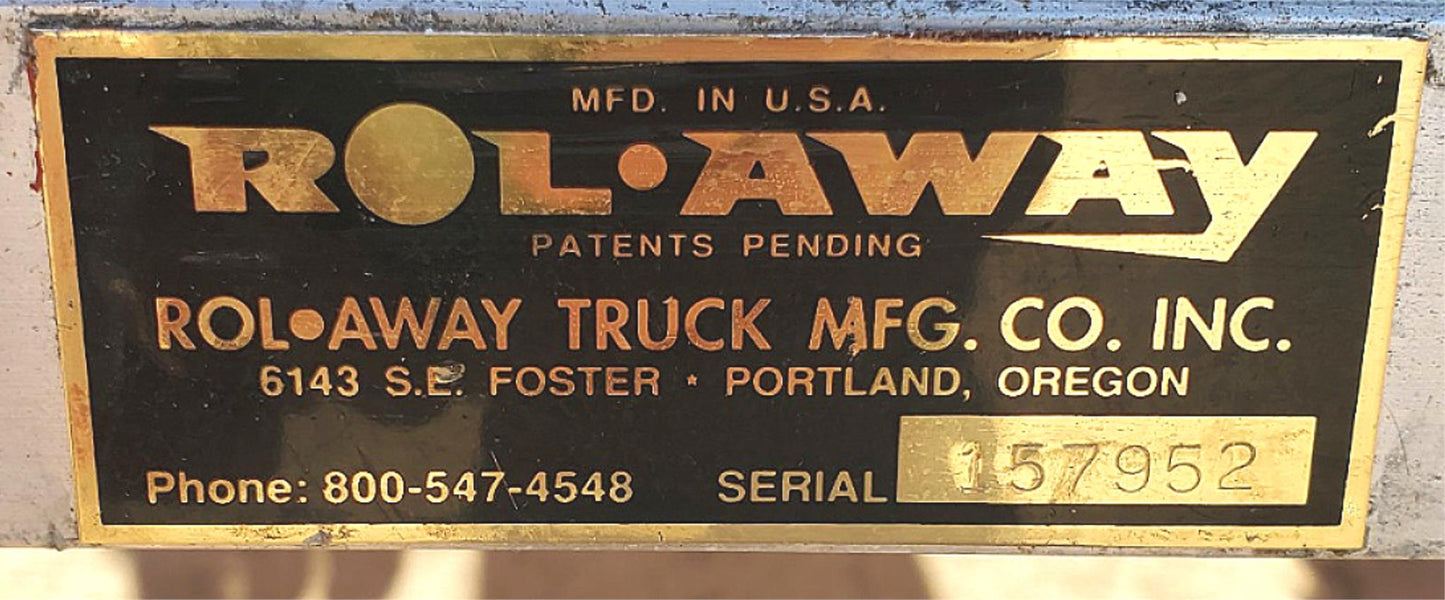 MFD. IN U.S.A.
ROL•AWAY
PATENTS PENDING
ROL•AWAY TRUCK MFG. CO. INC.
6143 S.E. FOSTER * PORTLAND, OREGON
Phone: 800-547-4548 SERIAL 157952